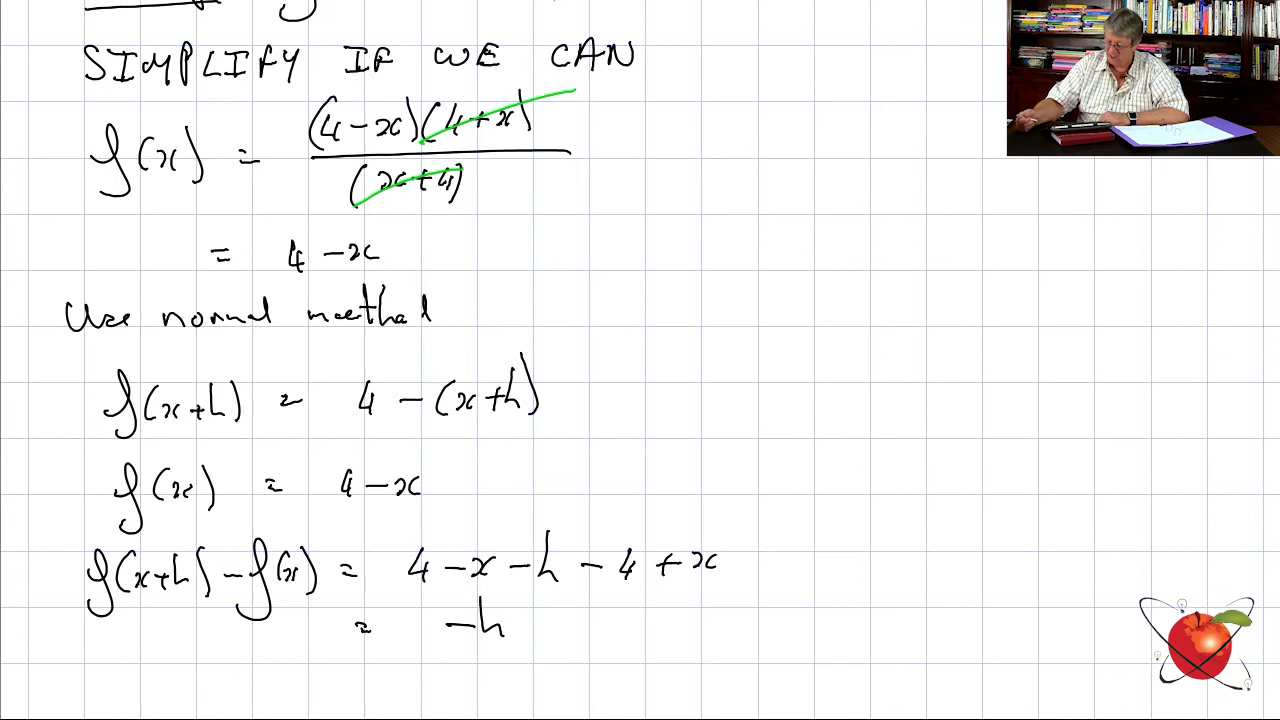 SIMPLIFY IF WE CAN
f(x) = (4-x)(4+x)
(x+4)
= 4-x
Use normal method
f(x+h) = 4-(x+h)
f(x) = 4-x
f(x+h)-f(x) = 4-x-h-4+x
= -h